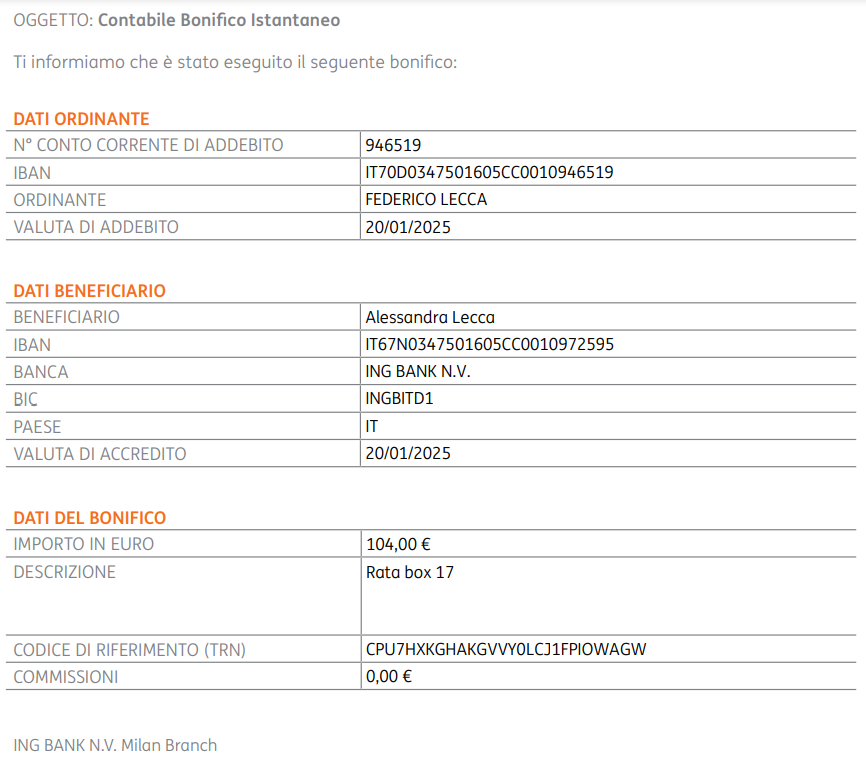 OGGETTO: Contabile Bonifico Istantaneo
Ti informiamo che è stato eseguito il seguente bonifico:
DATI ORDINANTE
N° CONTO CORRENTE DI ADDEBITO 946519
IBAN IT70D0347501605CC0010946519
ORDINANTE FEDERICO LECCA
VALUTA DI ADDEBITO 20/01/2025
DATI BENEFICIARIO
BENEFICIARIO Alessandra Lecca
IBAN IT67N0347501605CC0010972595
BANCA ING BANK N.V.
BIC INGBITD1
PAESE IT
VALUTA DI ACCREDITO 20/01/2025
DATI DEL BONIFICO
IMPORTO IN EURO 104,00 €
DESCRIZIONE Rata box 17
CODICE DI RIFERIMENTO (TRN) CPU7HXKGHAKGVVY0LCJ1FPIOWAGW
COMMISSIONI 0,00 €
ING BANK N.V. Milan Branch